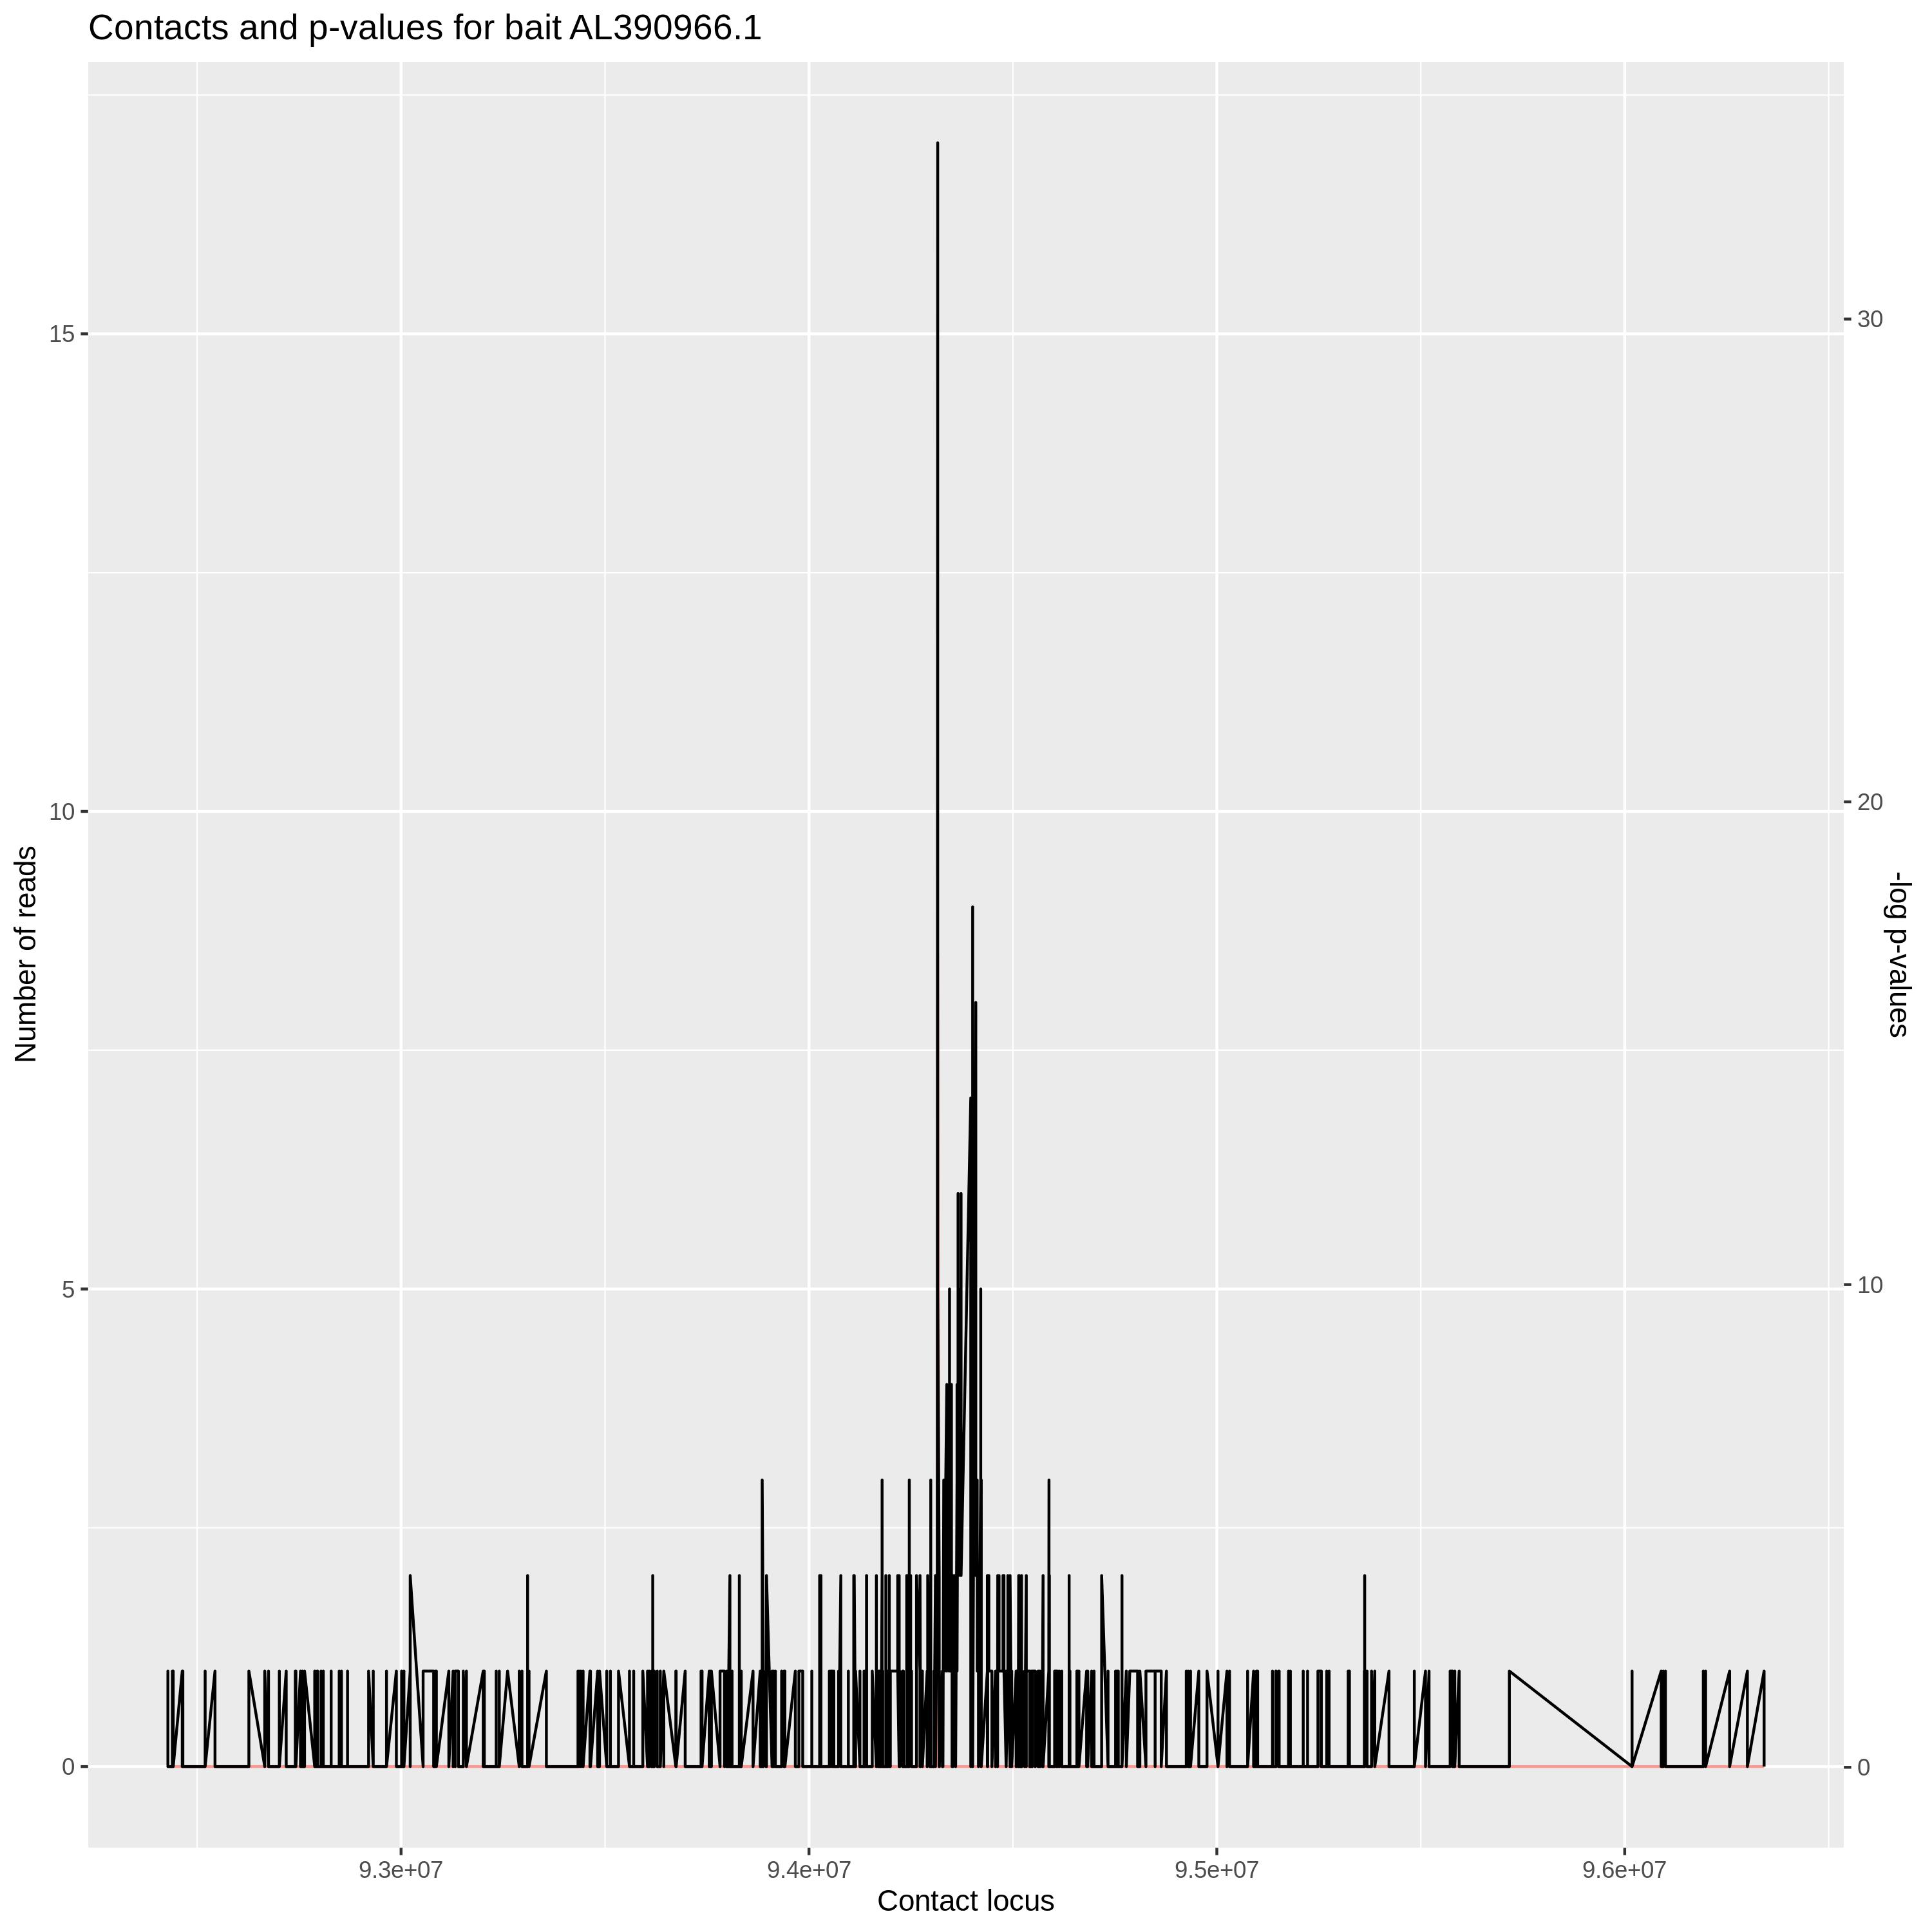 Contacts and p-values for bait AL390966.1
15
10
5
0
Number of reads
30
20
10
0
-log p-values
9.3e+07
9.4e+07
9.5e+07
9.6e+07
Contact locus